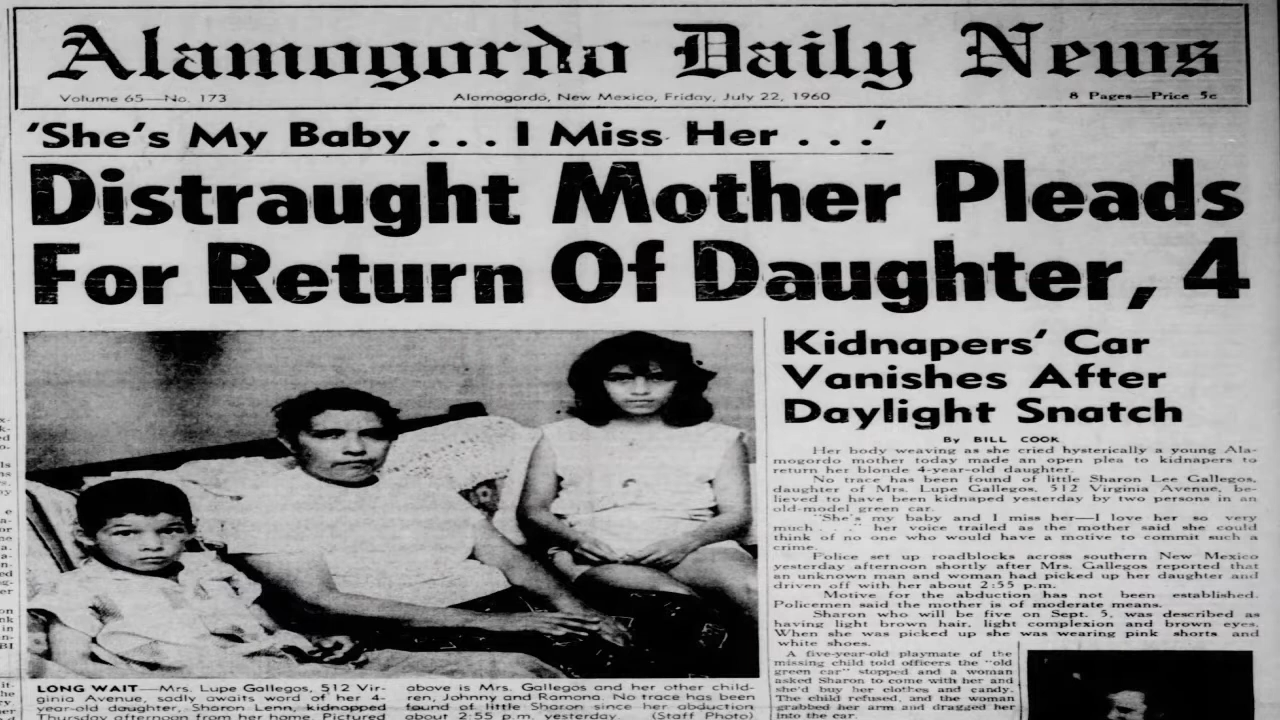 Alamogordo Daily News
Volume 65—No. 173
Alamogordo, New Mexico, Friday, July 22, 1960
8 Pages—Price 5c
'She's My Baby . . . I Miss Her . . .'
Distraught Mother Pleads
For Return Of Daughter, 4
Kidnapers' Car
Vanishes After
Daylight Snatch
By BILL COOK
Her body weaving as she cried hysterically a young Ala-
mogordo mother today made an open plea to kidnapers to
return her blonde 4-year-old daughter.
No trace has been found of little Sharon Lee Gallegos,
daughter of Mrs. Lupe Gallegos, 512 Virginia Avenue, be-
lieved to have been kidnaped yesterday by two persons in an
old-model green car.
"She's my baby and I miss her—I love her so very
much . . ." her voice trailed as the mother said she could
think of no one who would have a motive to commit such a
crime.
Police set up roadblocks across southern New Mexico
yesterday afternoon shortly after Mrs. Gallegos reported that
an unknown man and woman had picked up her daughter and
driven off with her about 2:55 p.m.
Motive for the abduction has not been established.
Policemen said the mother is of moderate means.
Sharon who will be five on Sept. 5, was described as
having light brown hair, light complexion and brown eyes.
When she was picked up she was wearing pink shorts and
white shoes.
A five-year-old playmate of the
missing child told officers the "old
green car" stopped and a woman
asked Sharon to come with her and
she'd buy her clothes and candy.
The child refused, and the woman
grabbed her arm and dragged her
into the car.
LONG WAIT—Mrs. Lupe Gallegos, 512 Vir-
ginia Avenue, sadly awaits word of her 4-
year-old daughter, Sharon Lenn, kidnapped
Thursday afternoon from her home. Pictured
above is Mrs. Gallegos and her other child-
ren, Johnny and Ramona. No trace has been
found of little Sharon since her abduction
about 2:55 p.m. yesterday. (Staff Photo)